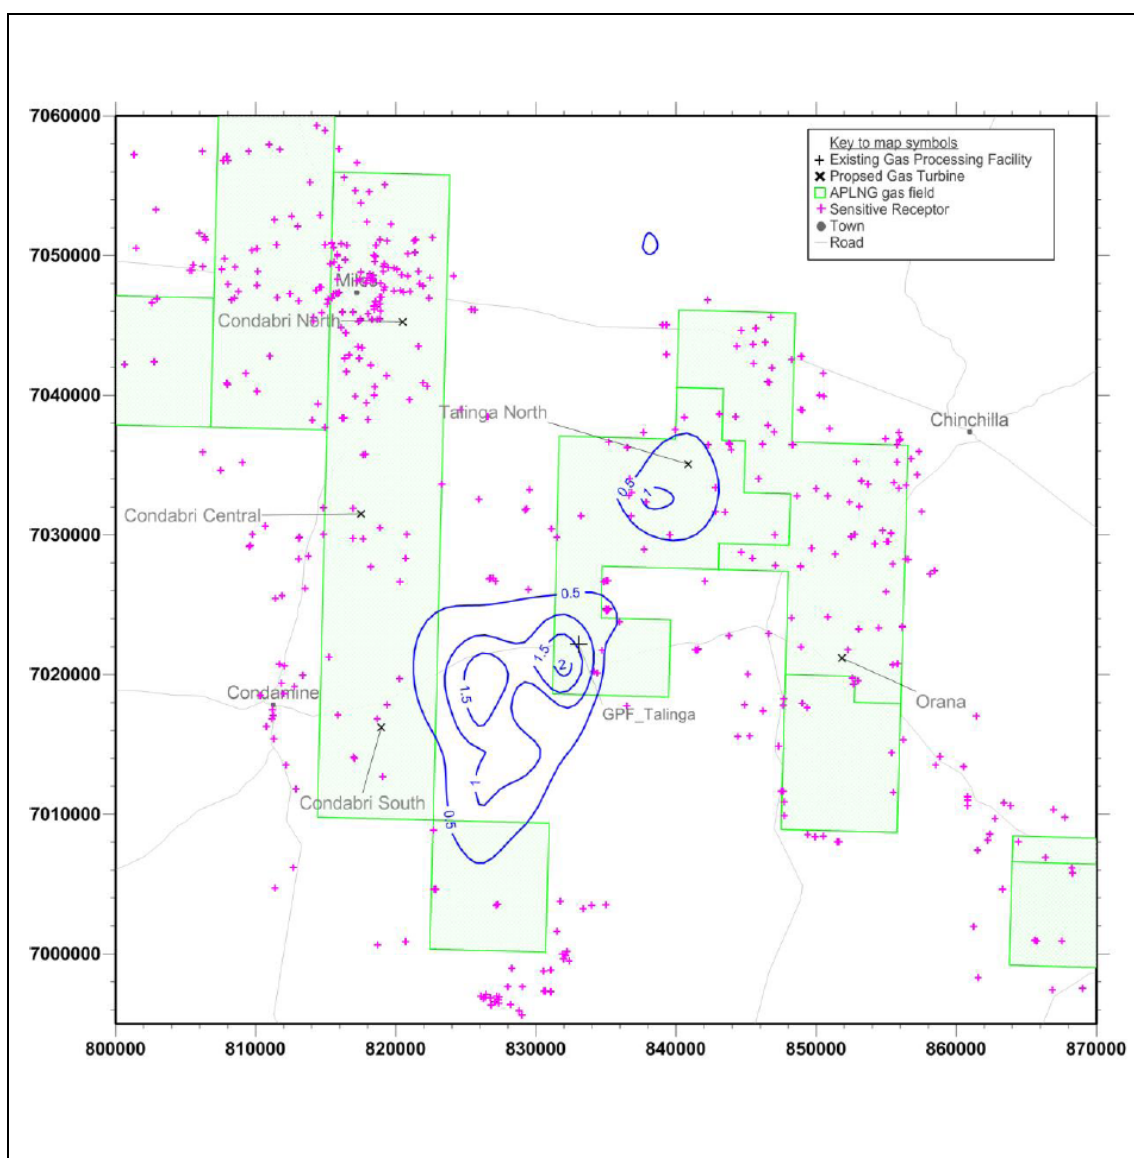 7060000
Key to map symbols
Existing Gas Processing Facility
Propsed Gas Turbine
APLNG gas field
Sensitive Receptor
Town
Road
7050000
Miles
Condabri North
7040000
Talinga North
Chinchilla
0.5
1
Condabri Central
7030000
0.5
1.5
2
7020000
1.5
Condamine
Orana
GPF_Talinga
1
Condabri South
0.5
7010000
7000000
800000 810000 820000 830000 840000 850000 860000 870000